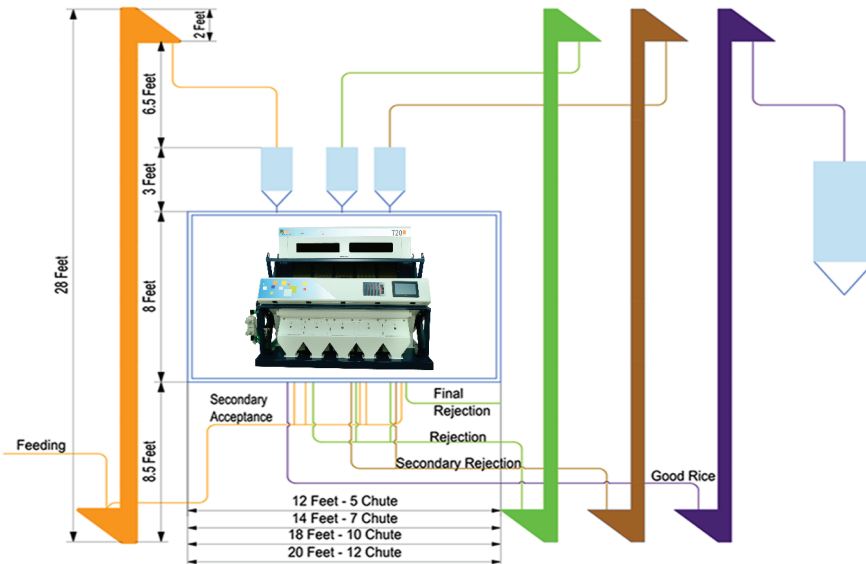 2 Feet
6.5 Feet
3 Feet
28 Feet
8 Feet
T20
Secondary
Acceptance
Final
Rejection
Feeding
8.5 Feet
Rejection
Secondary Rejection
Good Rice
12 Feet - 5 Chute
14 Feet - 7 Chute
18 Feet - 10 Chute
20 Feet - 12 Chute